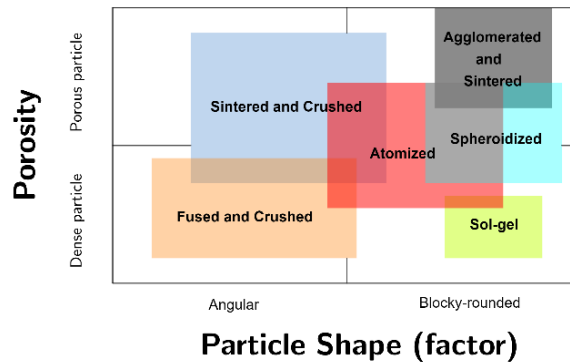 Porosity
Porous particle
Dense particle
Agglomerated
and
Sintered
Sintered and Crushed
Spheroidized
Atomized
Fused and Crushed
Sol-gel
Angular
Blocky-rounded
Particle Shape (factor)